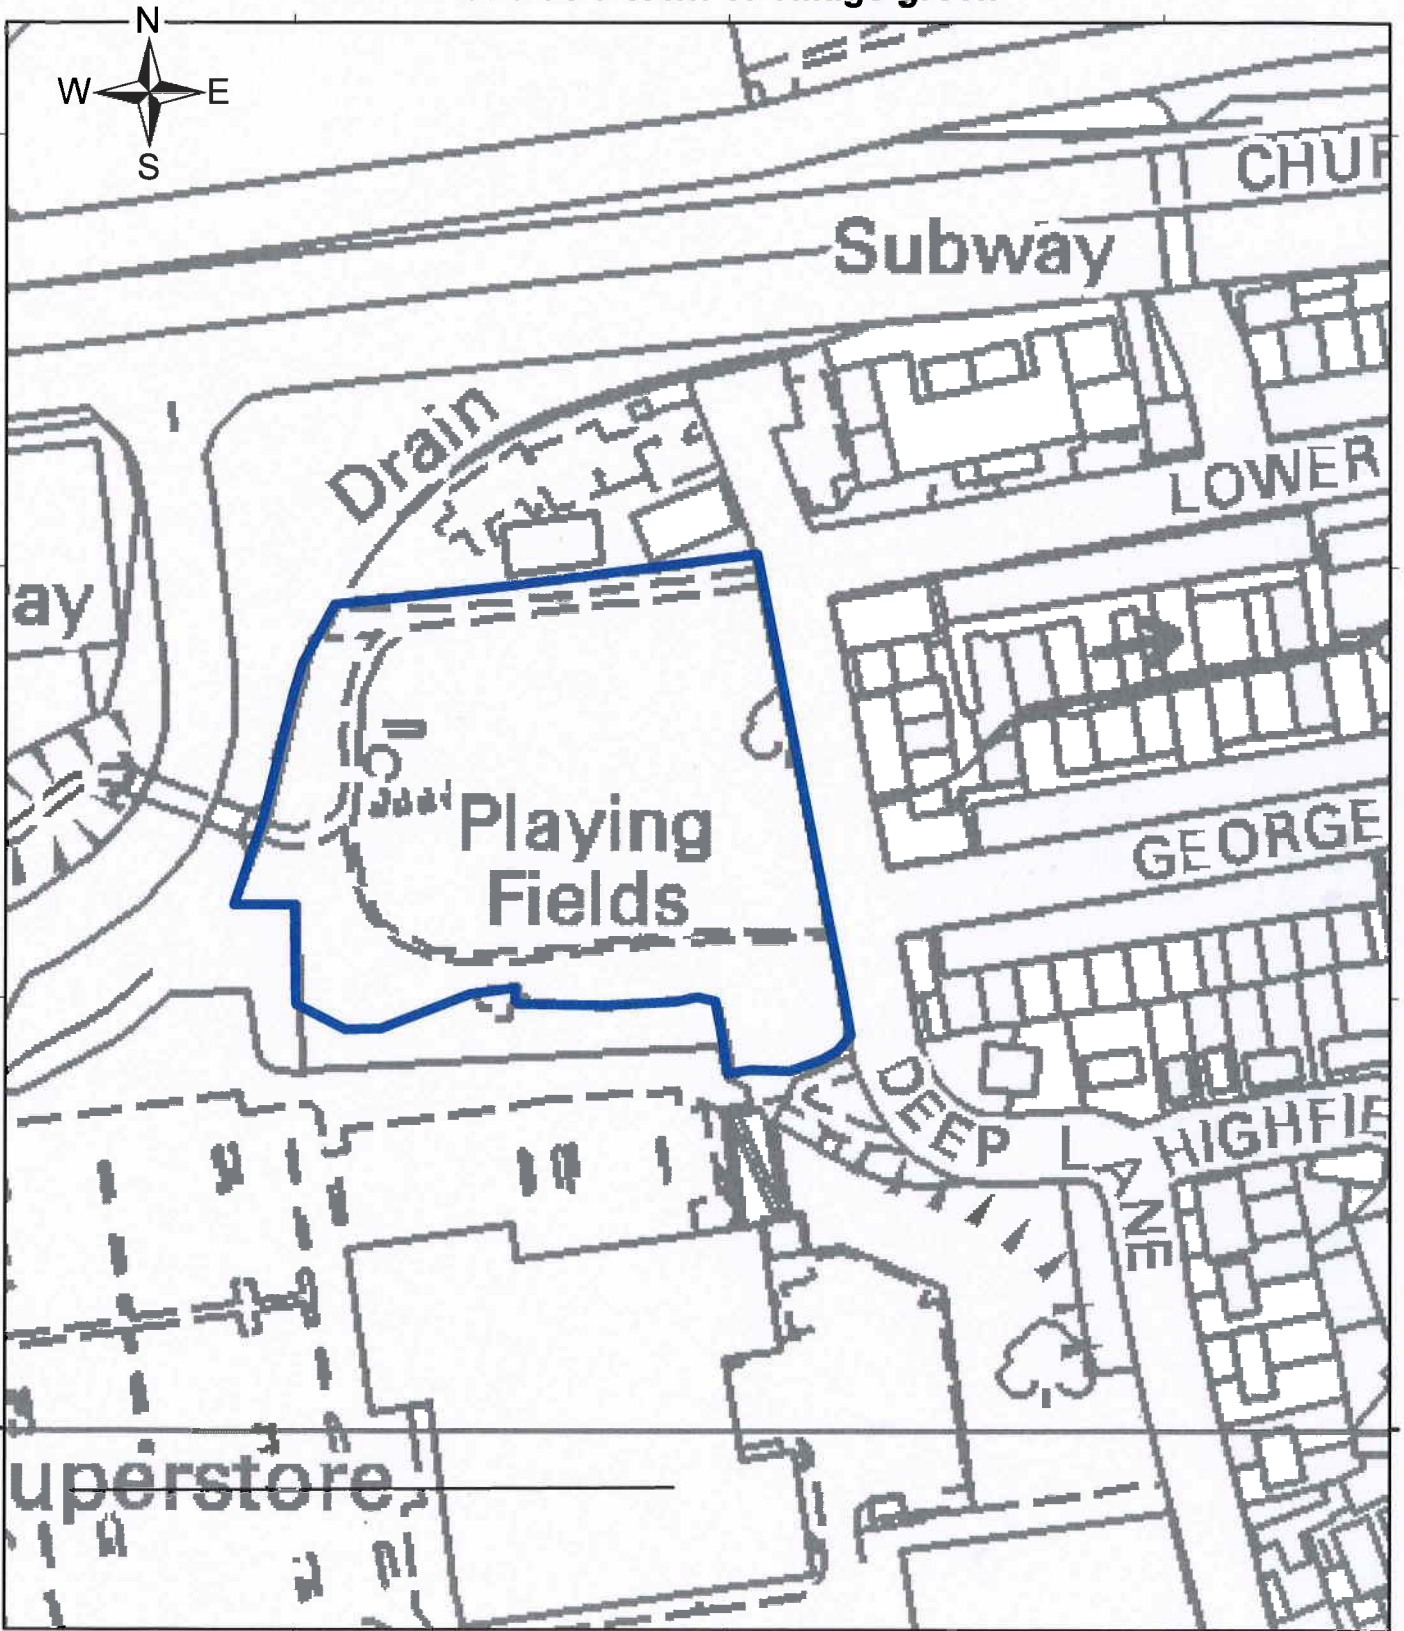 N
W E
S
CHUR
Subway
Drain
LOWER
ay
Playing
Fields
GEORGE
DEEP LANE
HIGHFIE
uperstore